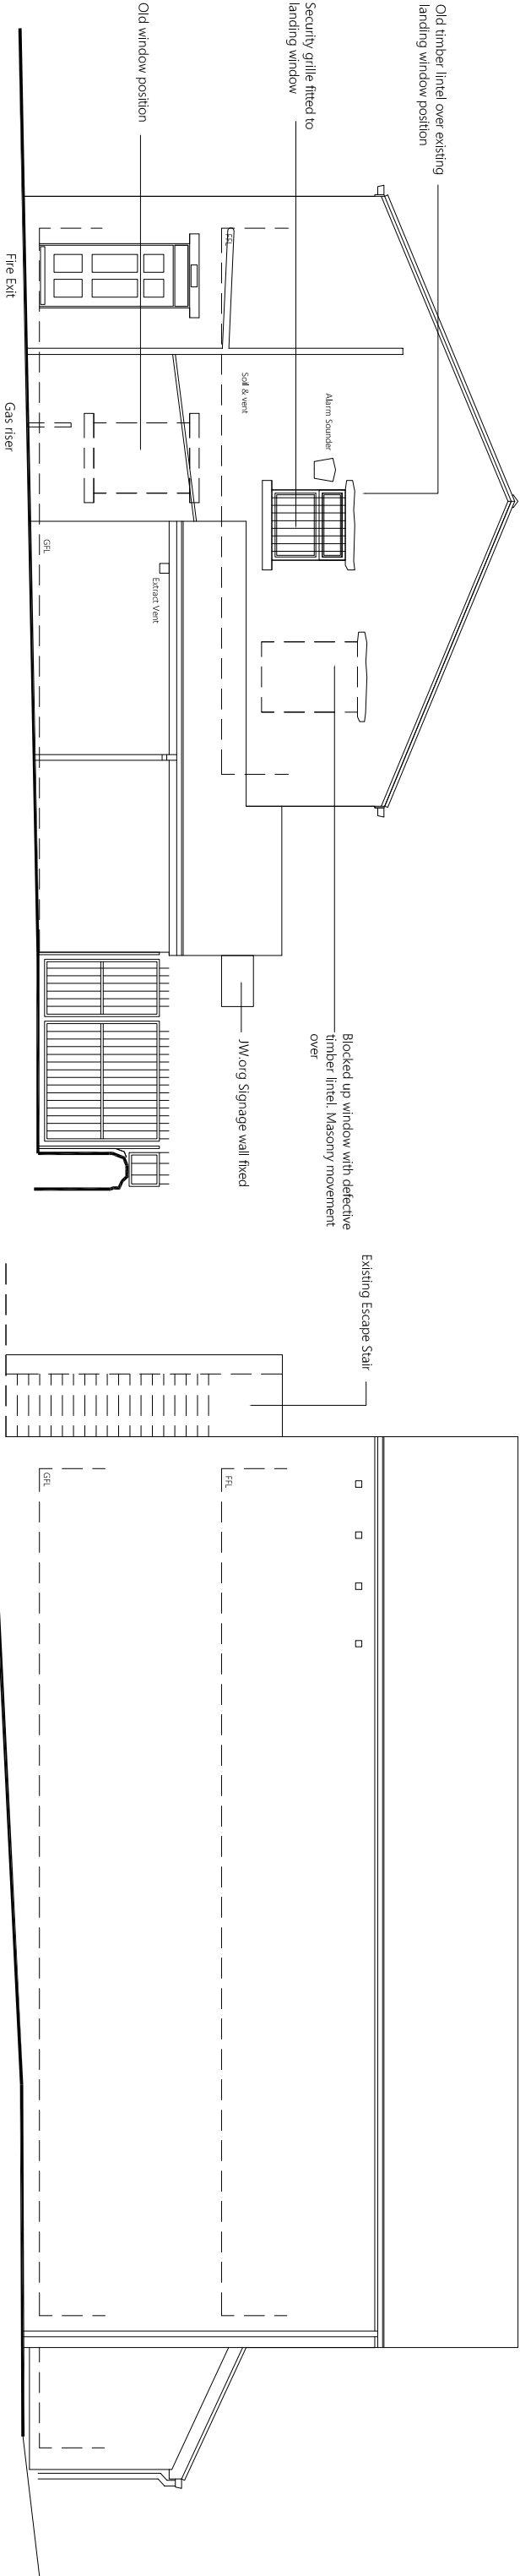 Old timber lintel over existing
landing window position
Security grille fitted to
landing window
Old window position
FFL
Soil & vent
Alarm Sounder
Fire Exit
Gas riser
GFL
Extract Vent
Blocked up window with defective
timber lintel. Masonry movement
over
JW.org Signage wall fixed
Existing Escape Stair
GFL
FFL